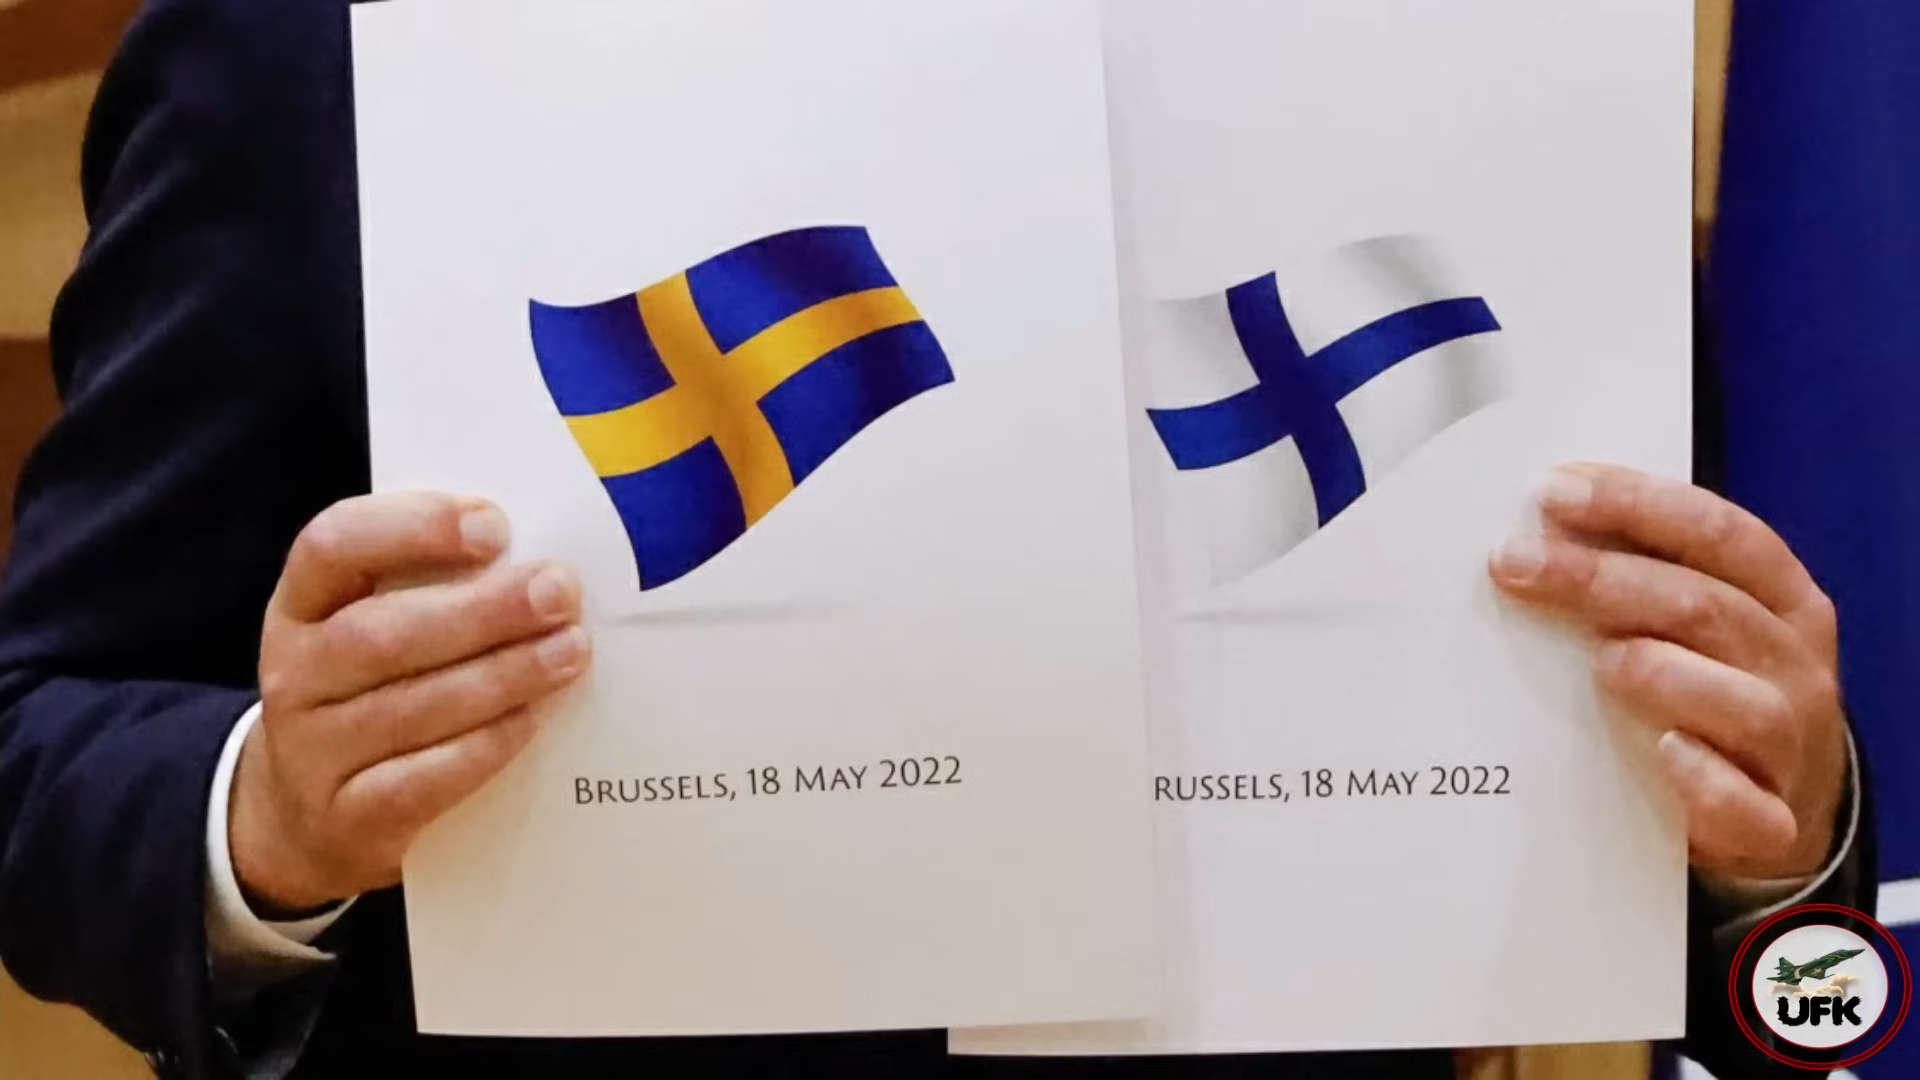 BRUSSELS, 18 MAY 2022
RUSSELS, 18 MAY 2022
UFK